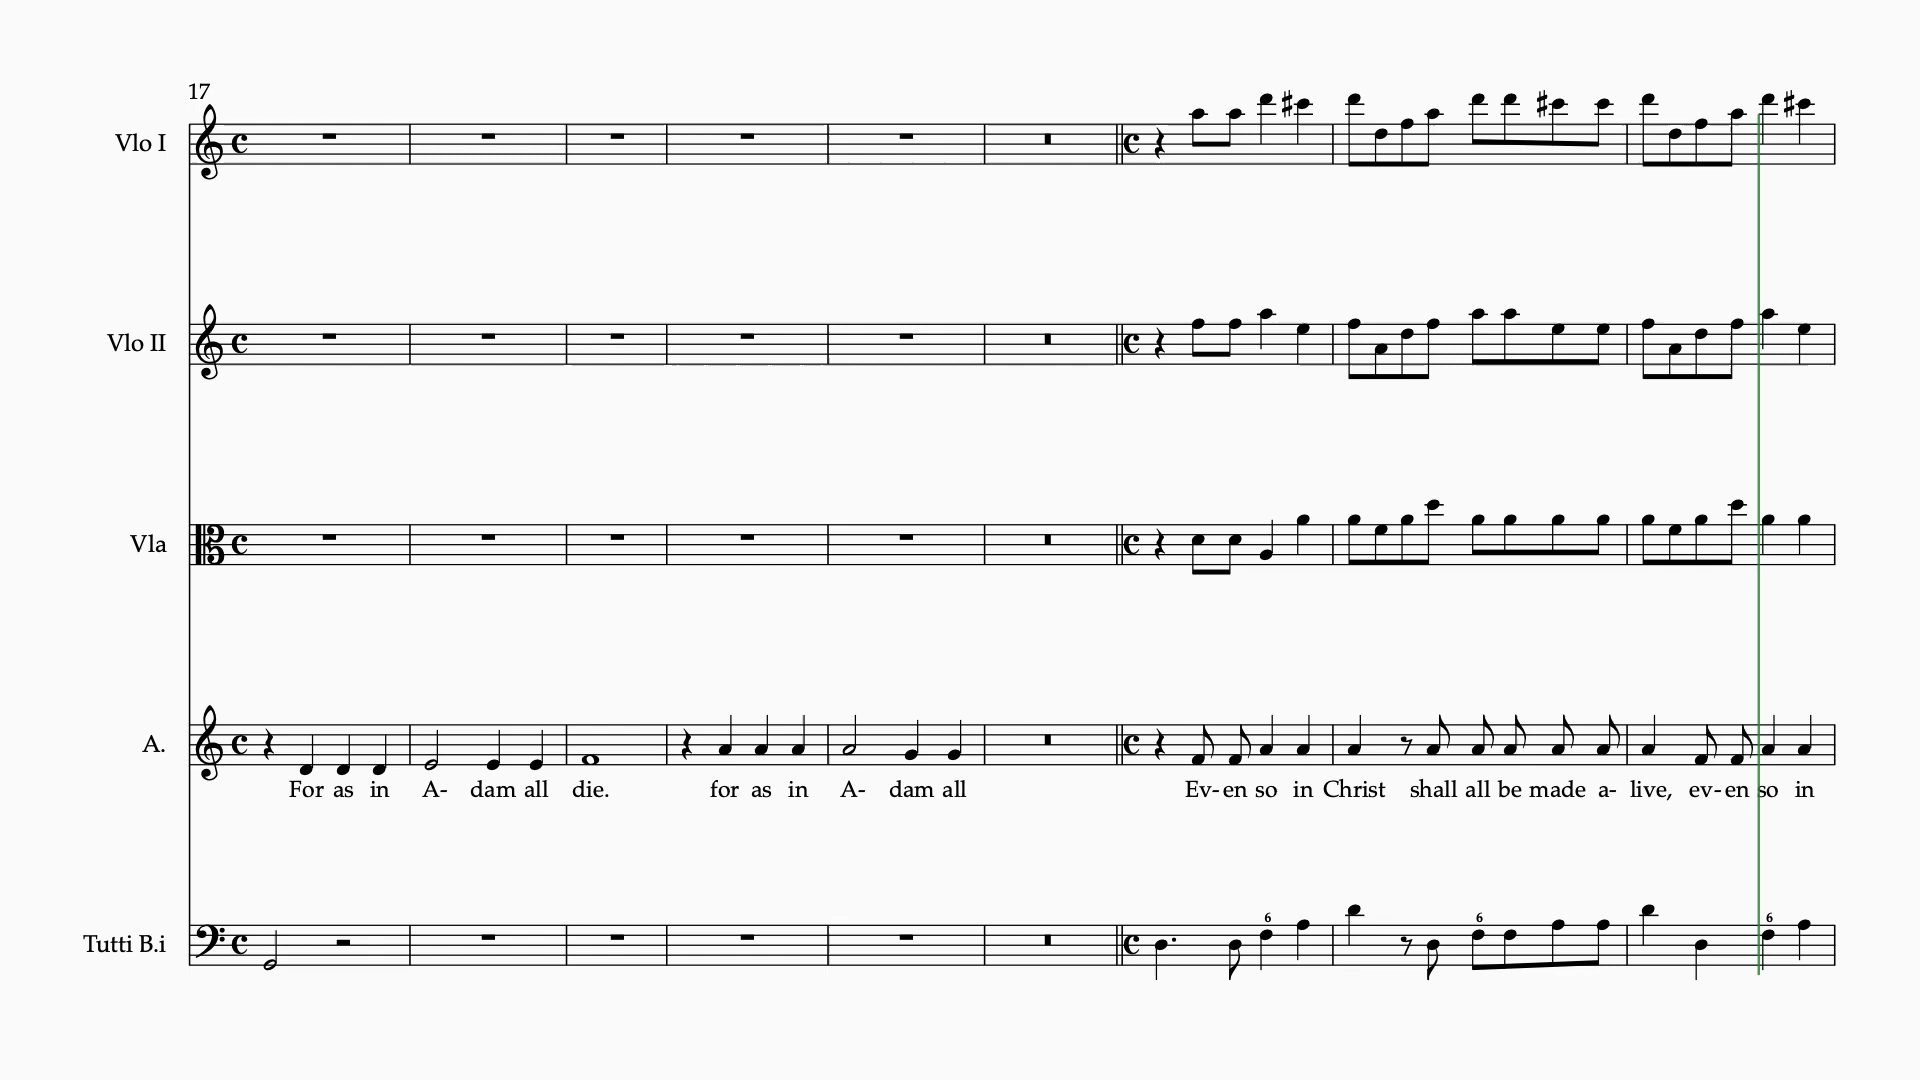 17
Vlo I
Vlo II
Vla
A.
For as in A- dam all die. for as in A- dam all Ev- en so in Christ shall all be made a- live, ev- en so in
6 6 6
Tutti B.i